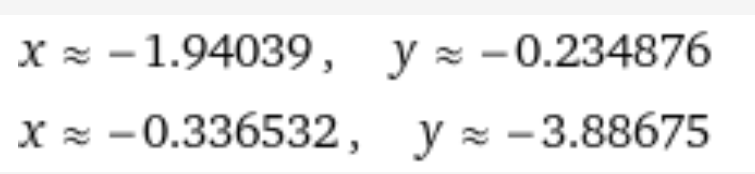 x ≈ −1.94039, y ≈ −0.234876
x ≈ −0.336532, y ≈ −3.88675